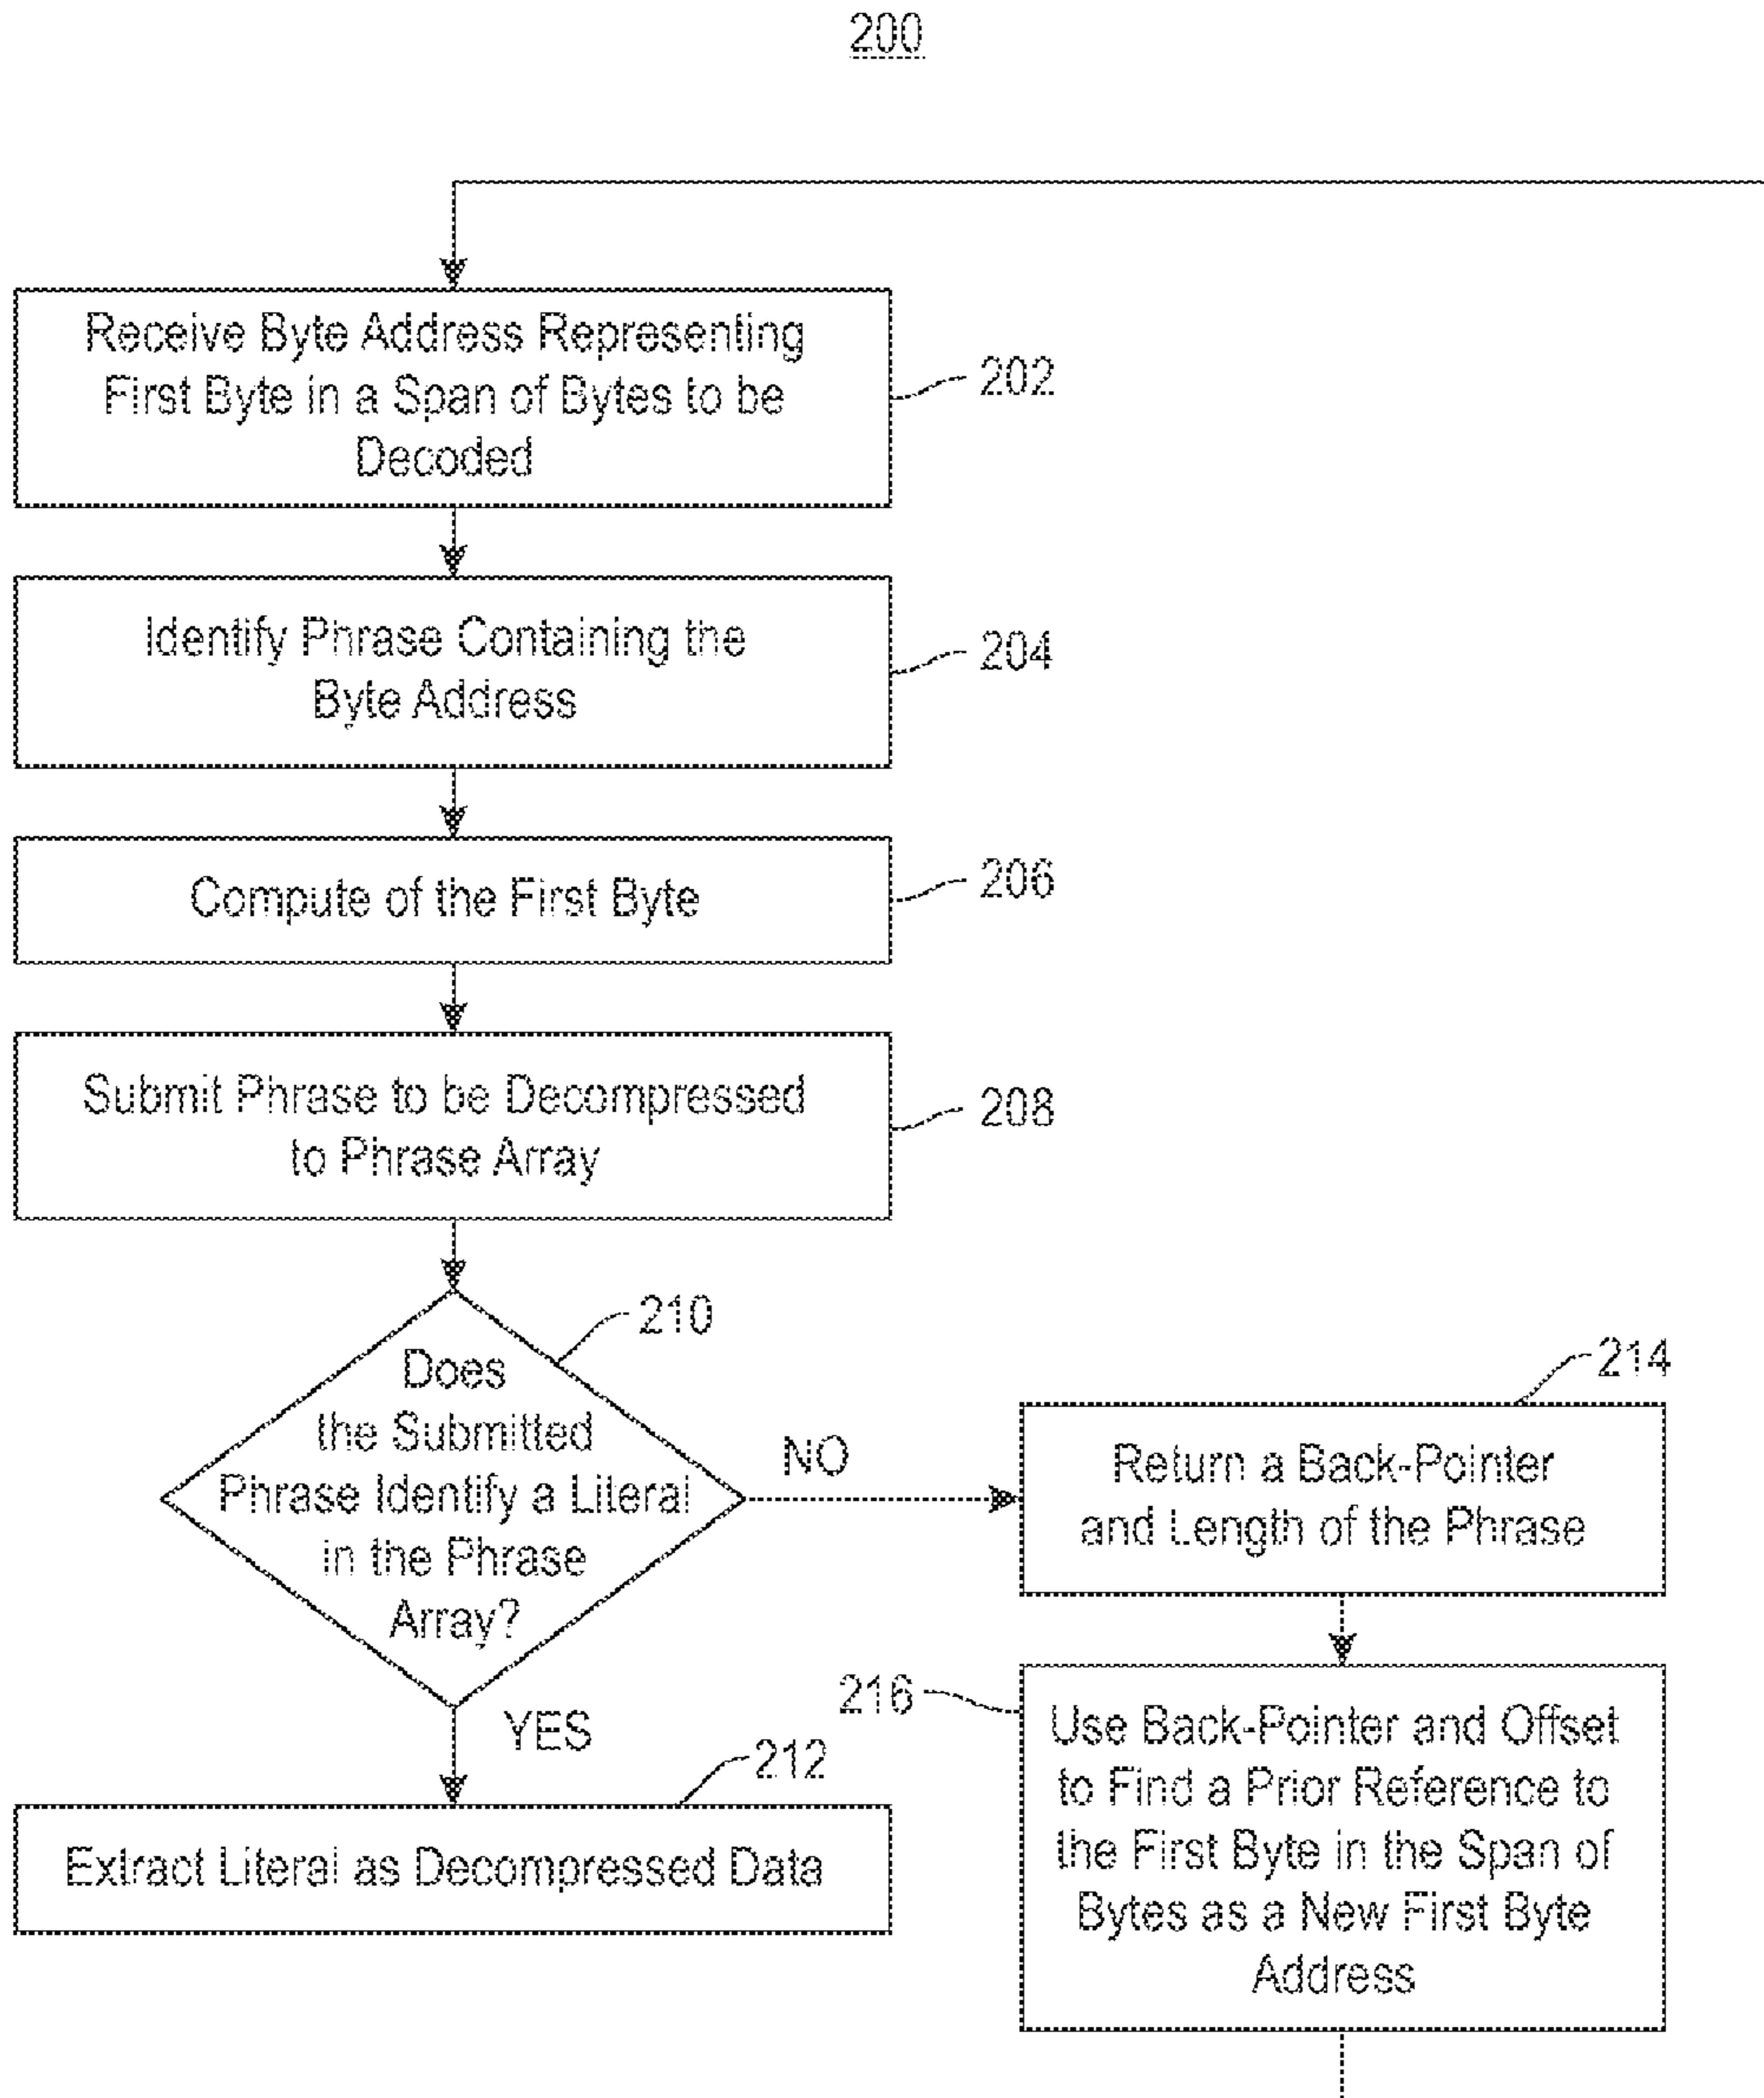 200
Receive Byte Address Representing
First Byte in a Span of Bytes to be
Decoded
202
Identify Phrase Containing the
Byte Address
204
Compute of the First Byte
206
Submit Phrase to be Decompressed
to Phrase Array
208
210
Does
the Submitted
Phrase Identify a Literal
in the Phrase
Array?
NO
YES
214
Return a Back-Pointer
and Length of the Phrase
216
Use Back-Pointer and Offset
to Find a Prior Reference to
the First Byte in the Span of
Bytes as a New First Byte
Address
212
Extract Literal as Decompressed Data